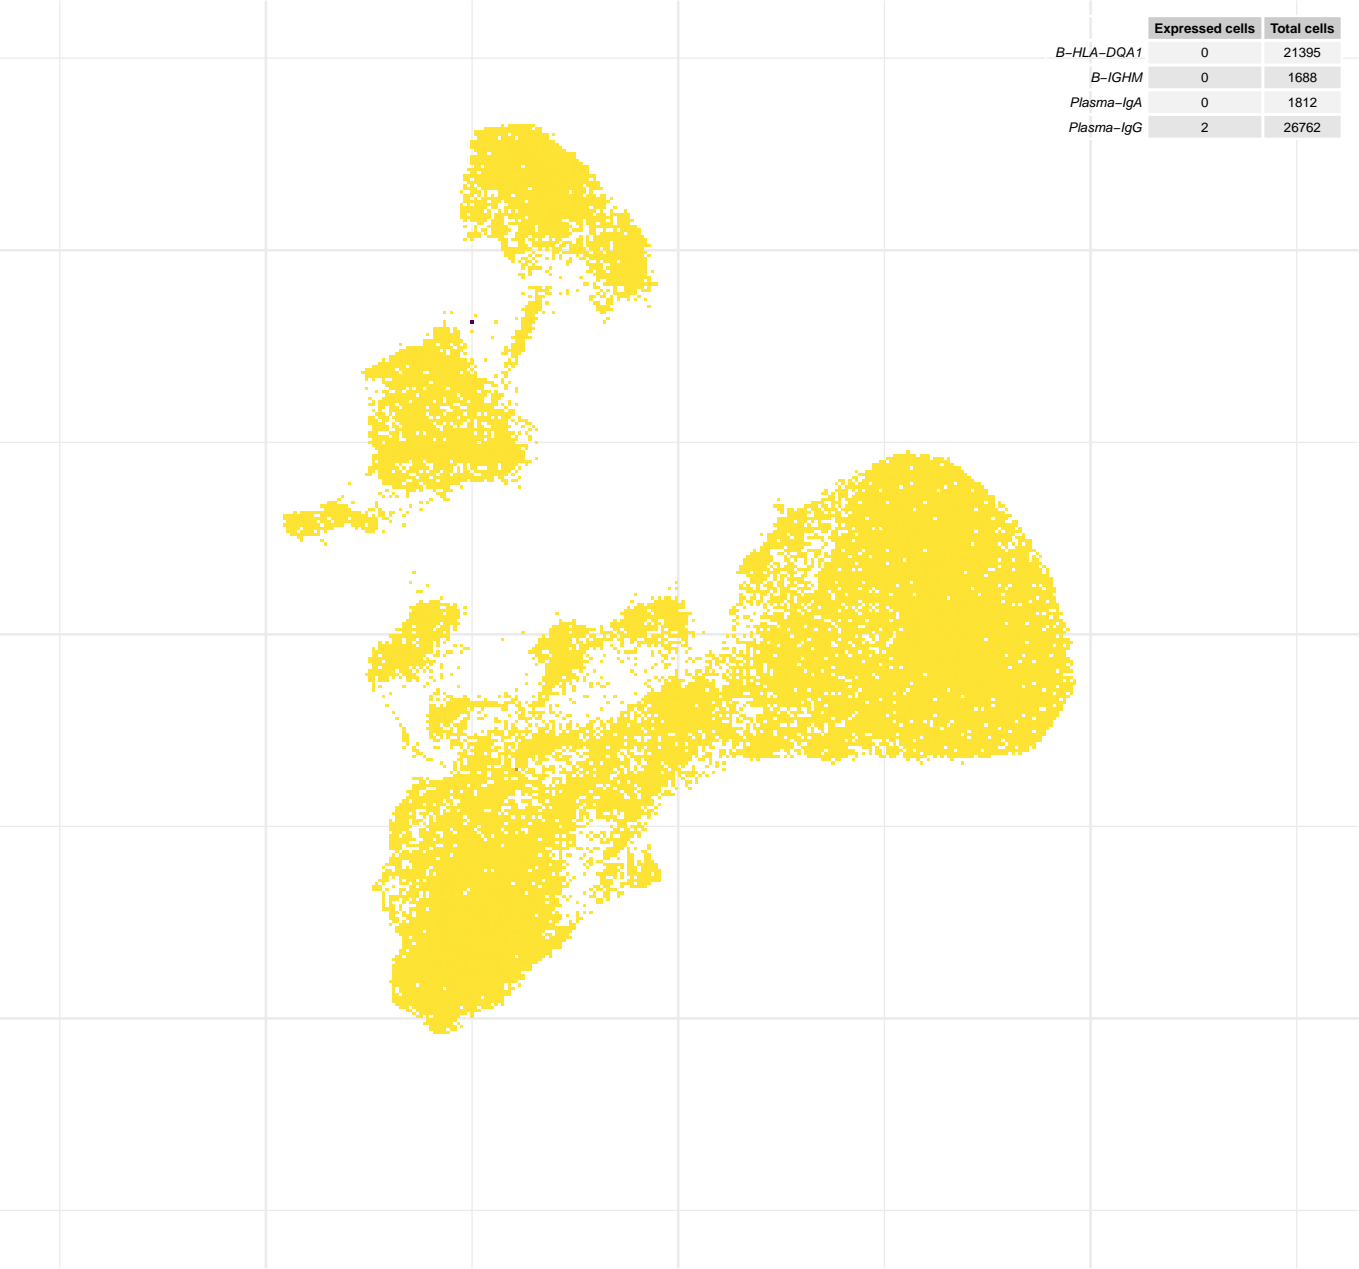 Expressed cells Total cells
B−HLA−DQA1 0 21395
B−IGHM 0 1688
Plasma−IgA 0 1812
Plasma−IgG 2 26762